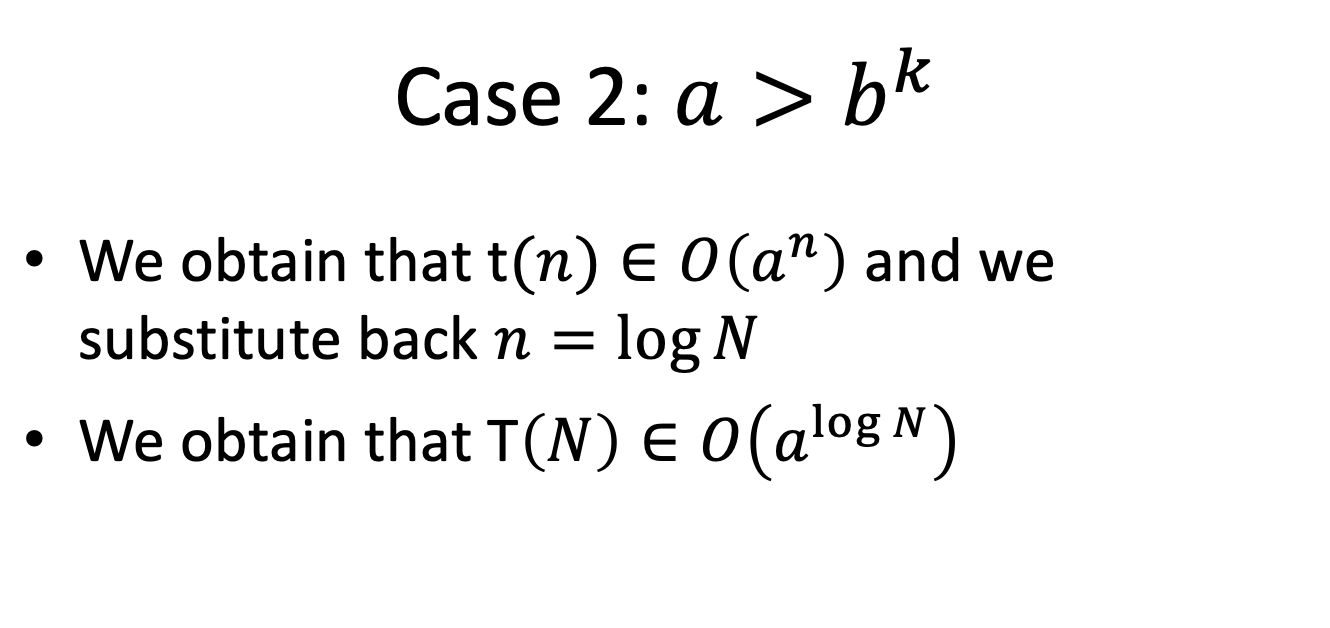 Case 2: a > b^k
• We obtain that t(n) ∈ O(a^n) and we
substitute back n = log N
• We obtain that T(N) ∈ O(a^{log N})